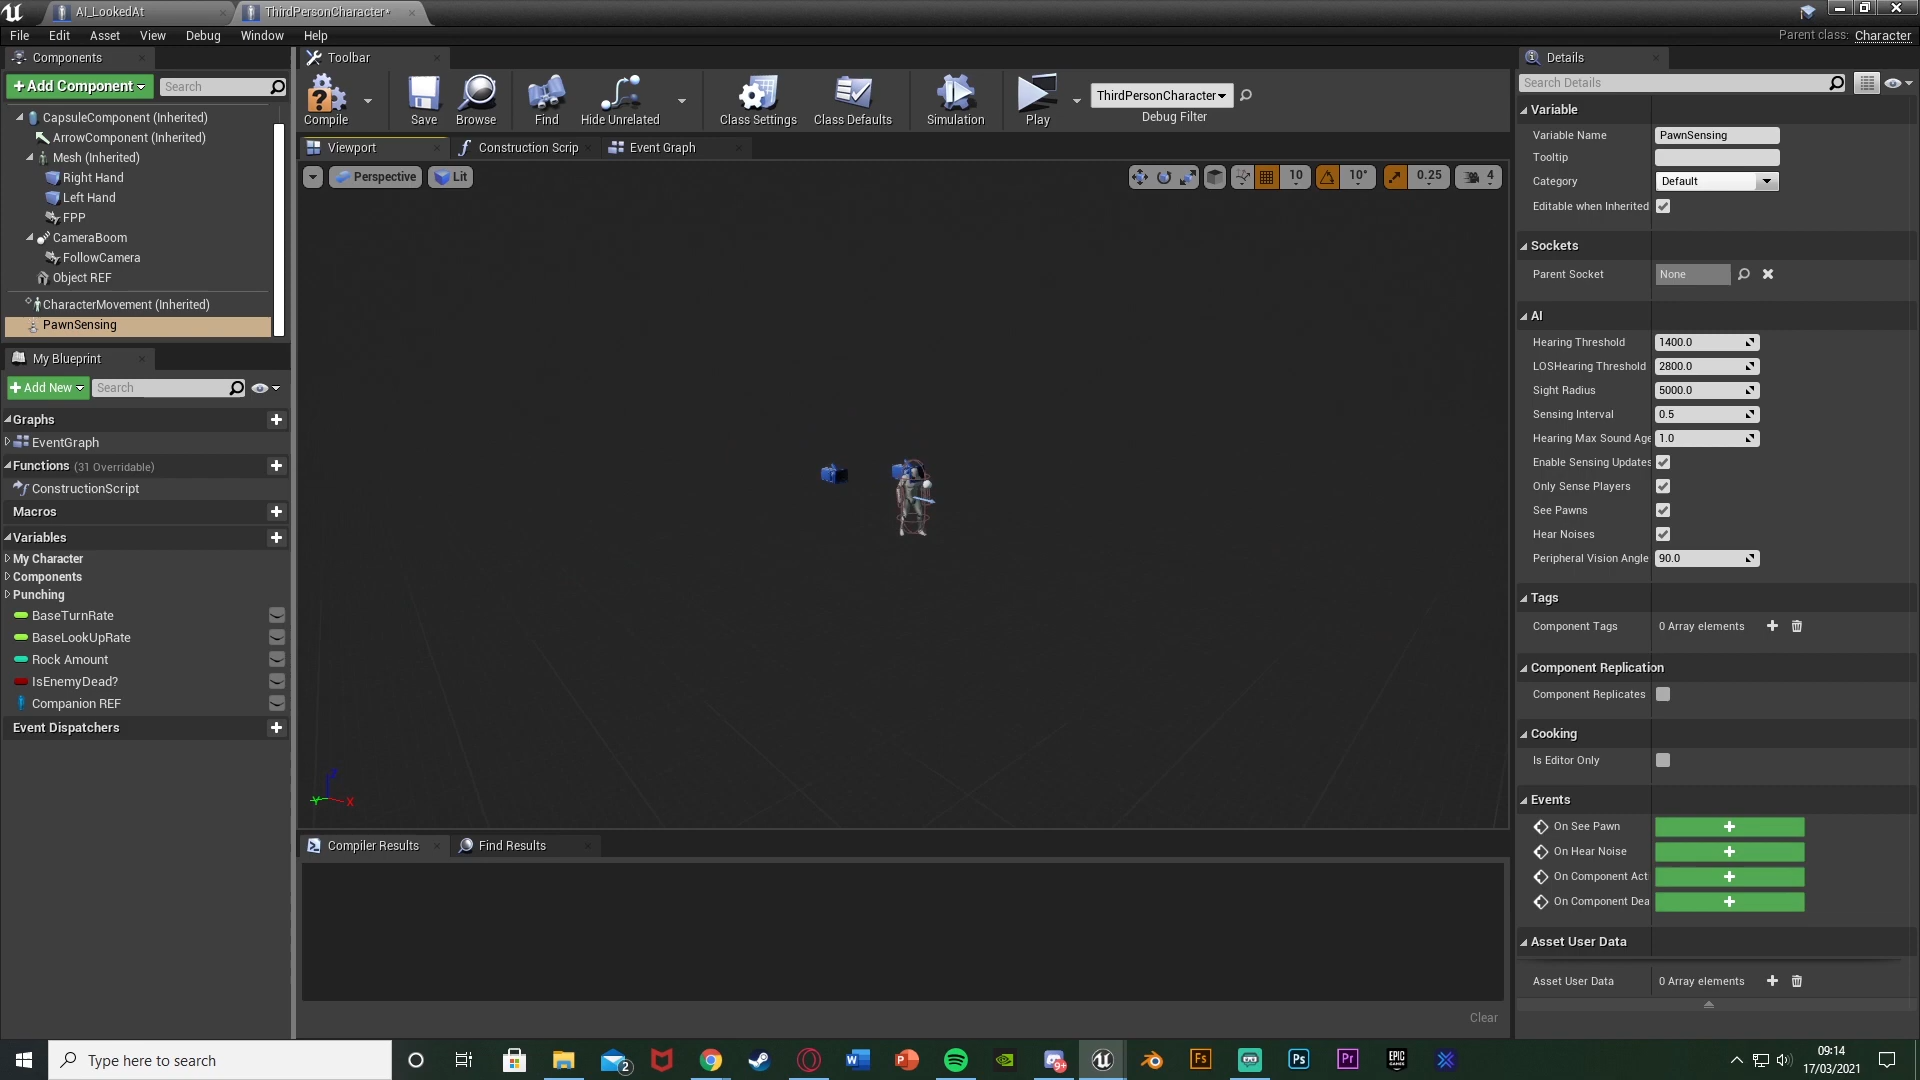 AI_LookedAt
ThirdPersonCharacter*
File Edit Asset View Debug Window Help
Parent class: Character
Components
Add Component
Search
CapsuleComponent (Inherited)
ArrowComponent (Inherited)
Mesh (Inherited)
Right Hand
Left Hand
FPP
CameraBoom
FollowCamera
Object REF
CharacterMovement (Inherited)
PawnSensing
My Blueprint
Add New
Search
Graphs
EventGraph
Functions (31 Overridable)
ConstructionScript
Macros
Variables
My Character
Components
Punching
BaseTurnRate
BaseLookUpRate
Rock Amount
IsEnemyDead?
Companion REF
Event Dispatchers
Toolbar
Compile
Save
Browse
Find
Hide Unrelated
Class Settings
Class Defaults
Simulation
Play
ThirdPersonCharacter
Debug Filter
Viewport
Construction Scrip
Event Graph
Perspective
Lit
10
10°
0.25
4
Z
Y
X
Compiler Results
Find Results
Clear
Details
Search Details
Variable
Variable Name PawnSensing
Tooltip
Category Default
Editable when Inherited
Sockets
Parent Socket None
AI
Hearing Threshold 1400.0
LOSHearing Threshold 2800.0
Sight Radius 5000.0
Sensing Interval 0.5
Hearing Max Sound Age 1.0
Enable Sensing Updates
Only Sense Players
See Pawns
Hear Noises
Peripheral Vision Angle 90.0
Tags
Component Tags 0 Array elements
Component Replication
Component Replicates
Cooking
Is Editor Only
Events
On See Pawn
On Hear Noise
On Component Act
On Component Dea
Asset User Data
Asset User Data 0 Array elements
Type here to search
2
W
P
9+
Fs
Ps
Pr
EPIC
GAMES
09:14
17/03/2021